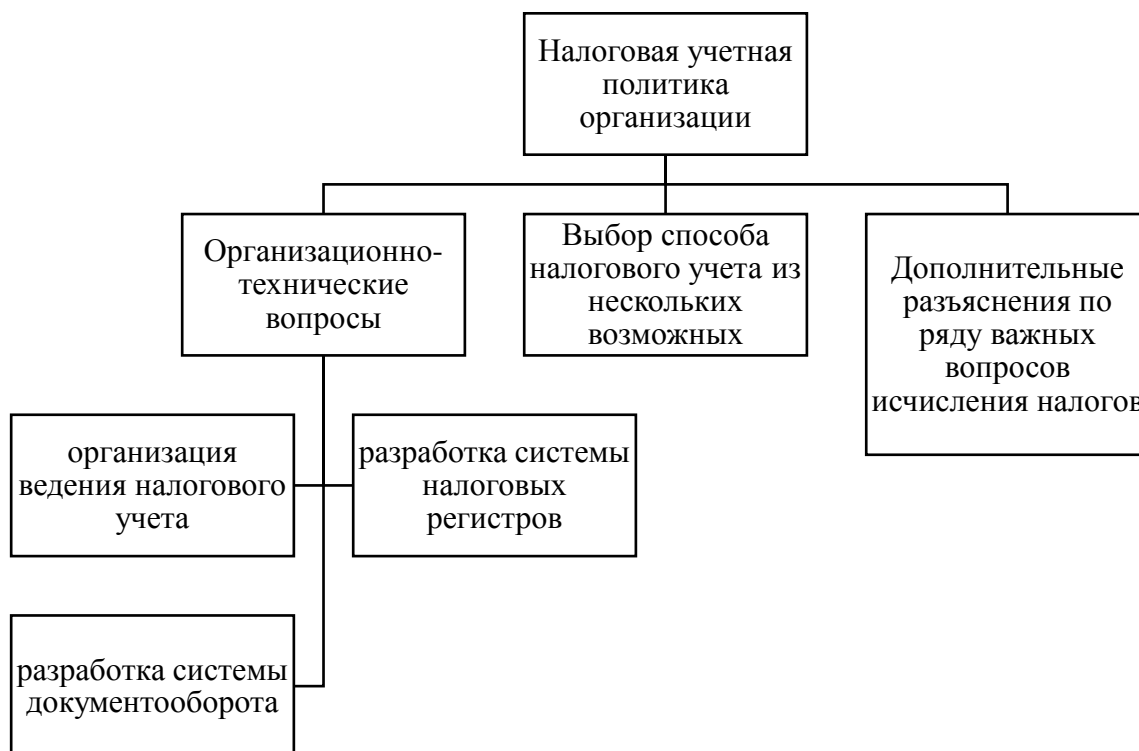 Налоговая учетная
политика
организации
Организационно-
технические
вопросы
Выбор способа
налогового учета из
нескольких
возможных
Дополнительные
разъяснения по
ряду важных
вопросов
исчисления налогов
организация
ведения налогового
учета
разработка системы
налоговых
регистров
разработка системы
документооборота